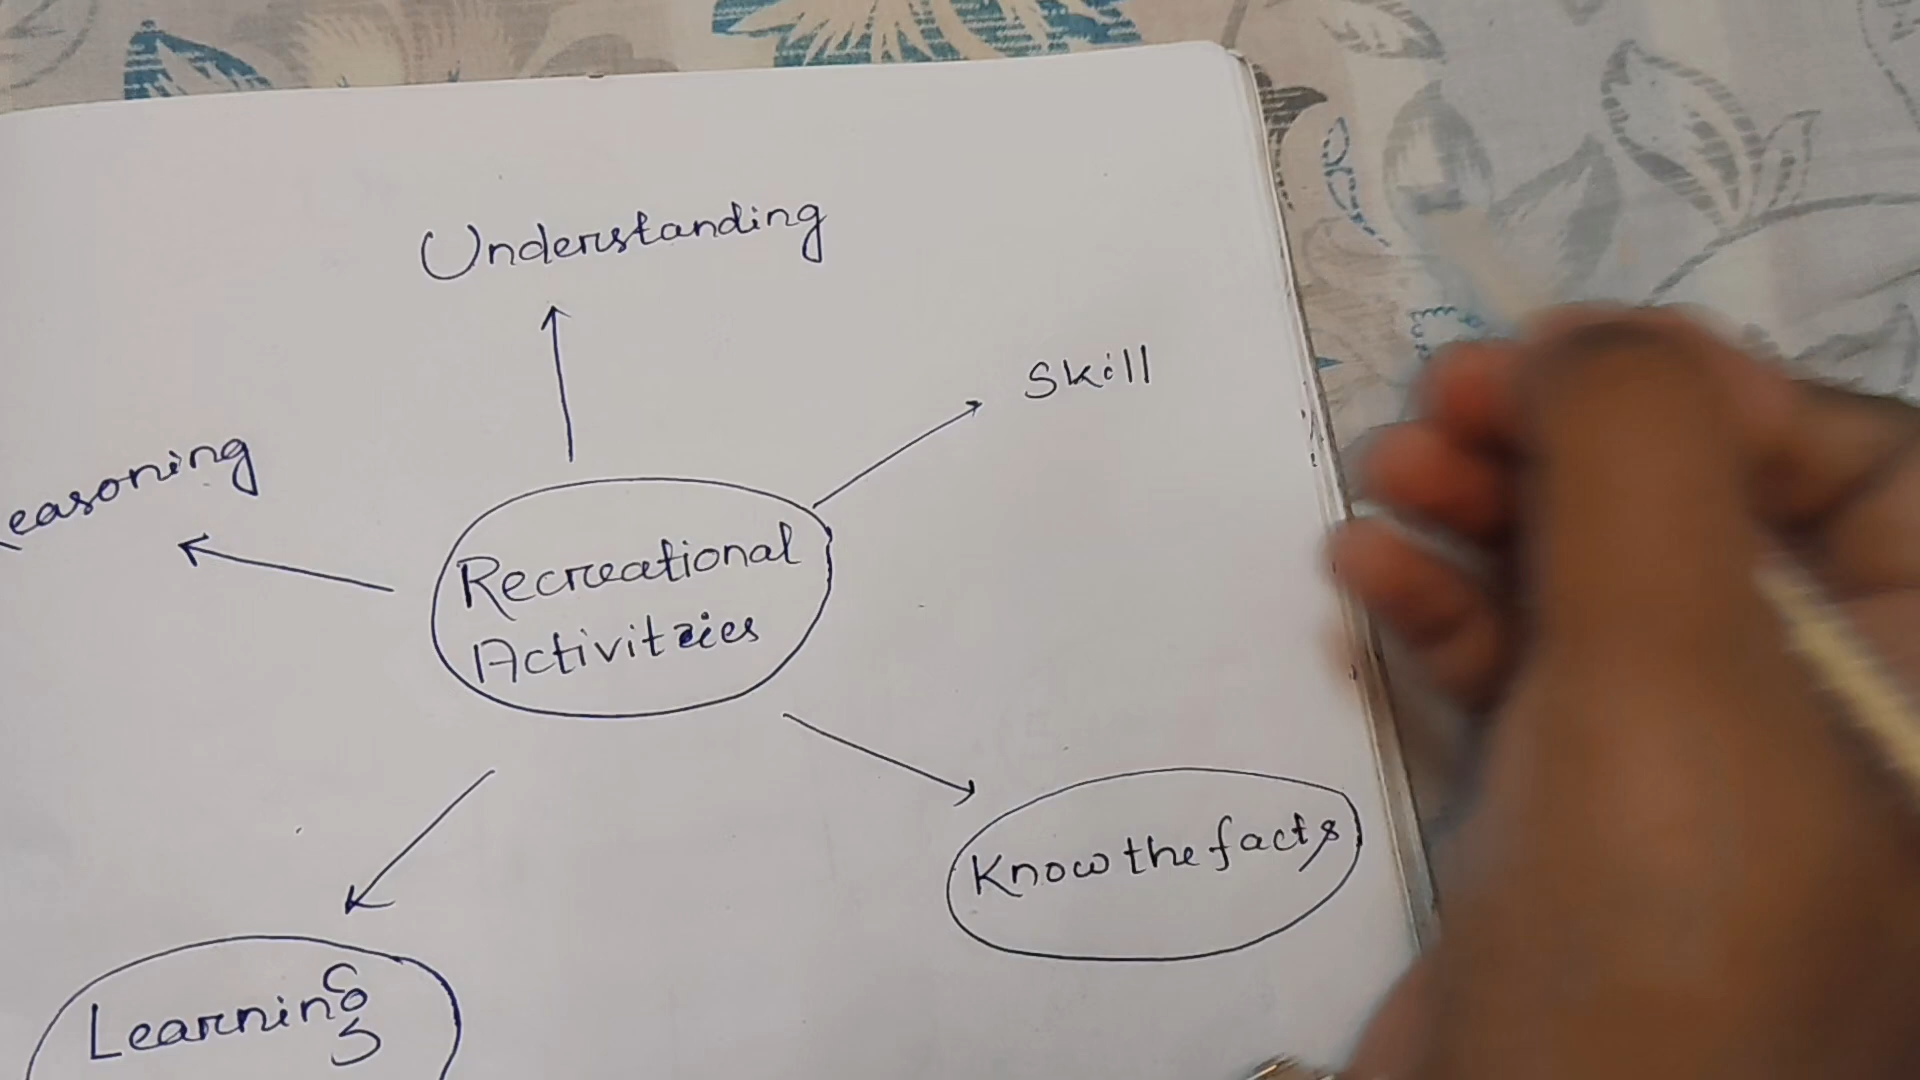 Understanding
Skill
easoning
Recreational
Activities
Know the facts
Learning